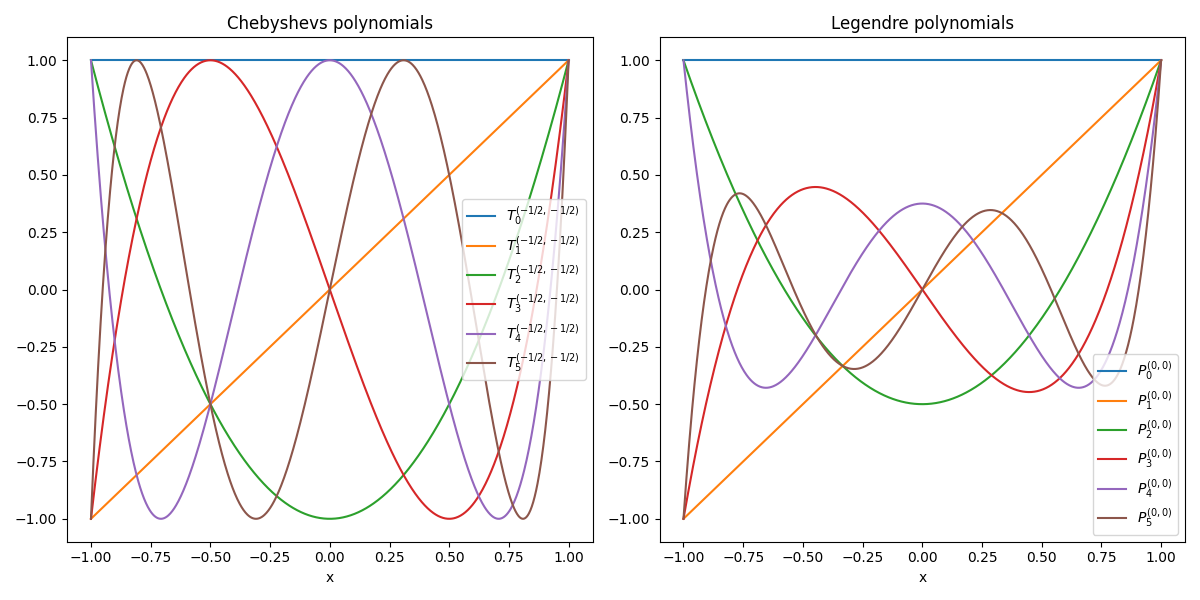 Chebyshevs polynomials
1.00
0.75
0.50
0.25
0.00
−0.25
−0.50
−0.75
−1.00
T_0^{(−1/2, −1/2)}
T_1^{(−1/2, −1/2)}
T_2^{(−1/2, −1/2)}
T_3^{(−1/2, −1/2)}
T_4^{(−1/2, −1/2)}
T_5^{(−1/2, −1/2)}
−1.00 −0.75 −0.50 −0.25 0.00 0.25 0.50 0.75 1.00
x
Legendre polynomials
1.00
0.75
0.50
0.25
0.00
−0.25
−0.50
−0.75
−1.00
P_0^{(0, 0)}
P_1^{(0, 0)}
P_2^{(0, 0)}
P_3^{(0, 0)}
P_4^{(0, 0)}
P_5^{(0, 0)}
−1.00 −0.75 −0.50 −0.25 0.00 0.25 0.50 0.75 1.00
x